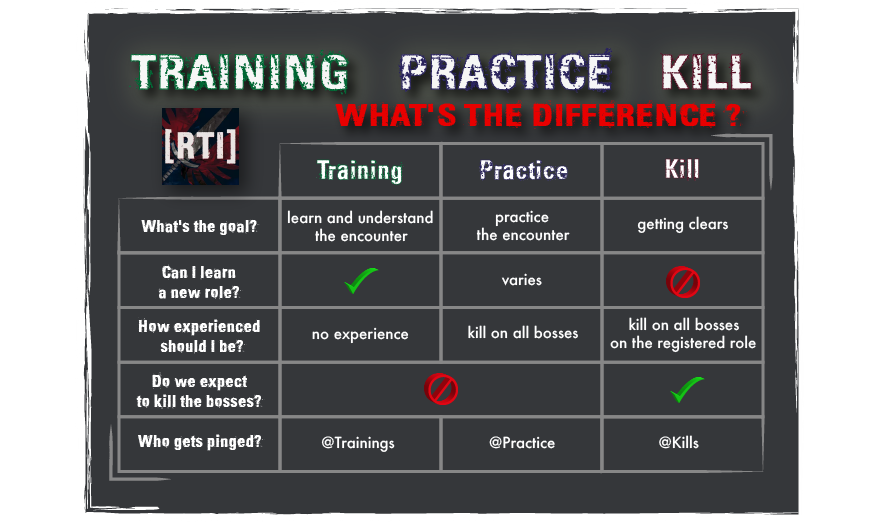 TRAINING PRACTICE KILL
WHAT'S THE DIFFERENCE ?
[RTI]
Training Practice Kill
What's the goal?
learn and understand
the encounter
practice
the encounter
getting clears
Can I learn
a new role?
varies
How experienced
should I be?
no experience
kill on all bosses
kill on all bosses
on the registered role
Do we expect
to kill the bosses?
Who gets pinged?
@Trainings
@Practice
@Kills